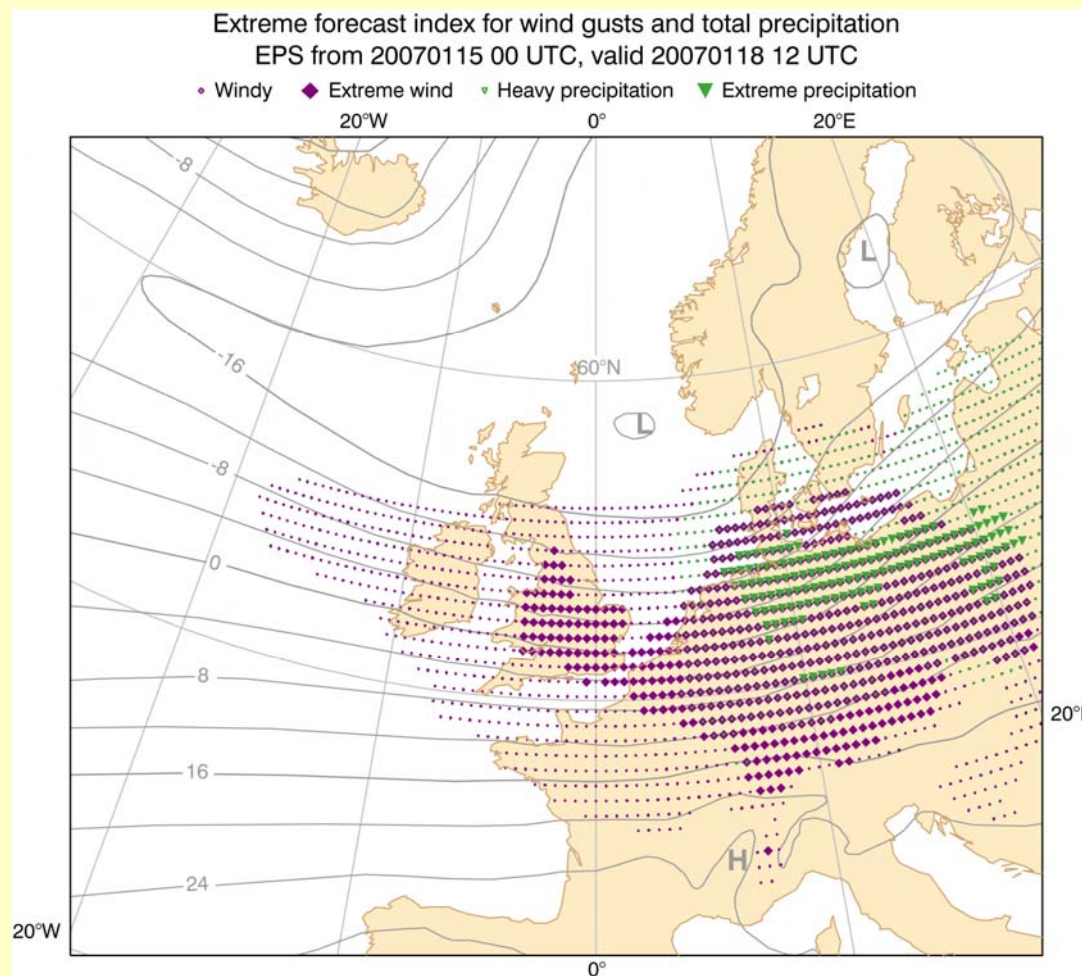 Extreme forecast index for wind gusts and total precipitation
EPS from 20070115 00 UTC, valid 20070118 12 UTC
Windy Extreme wind Heavy precipitation Extreme precipitation
20°W 0° 20°E
-8
L
-16
60°N
L
-8
0
8
20°
16
H
24
20°W
0°